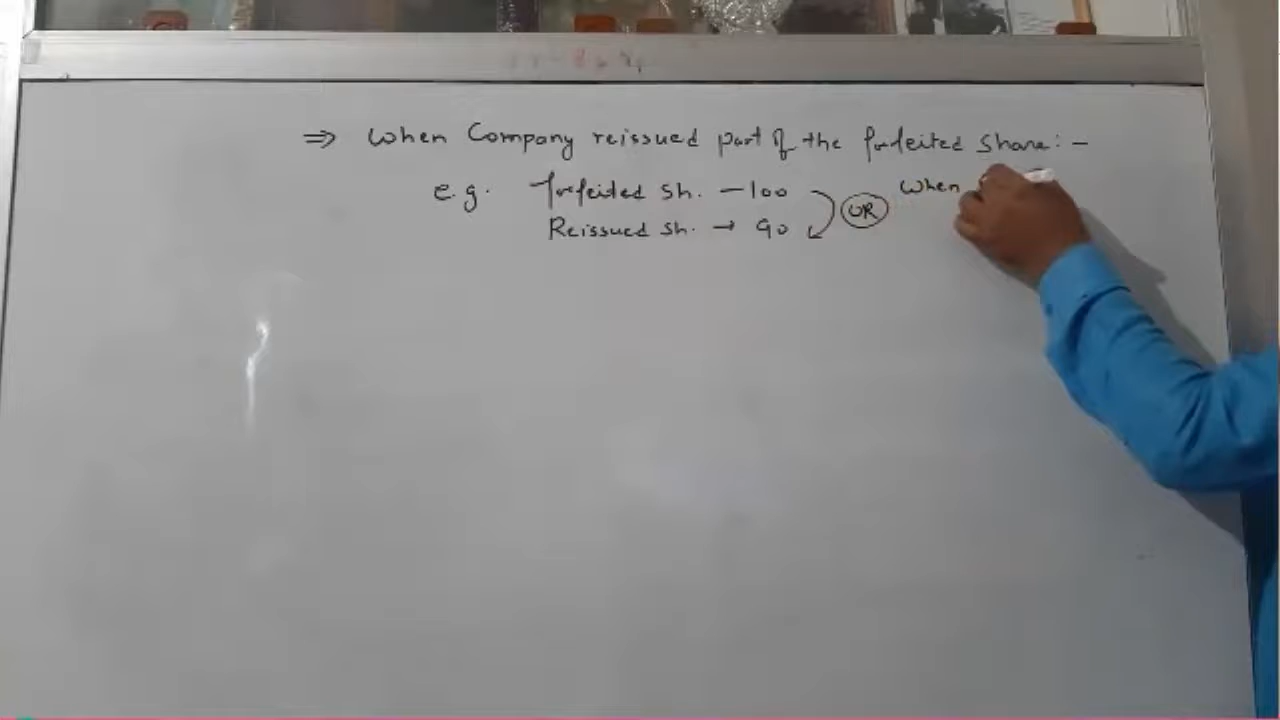 ⇒ When Company reissued part of the forfeited Share:-
e.g. forfeited sh. — 100
OR
When
Reissued sh. → 90